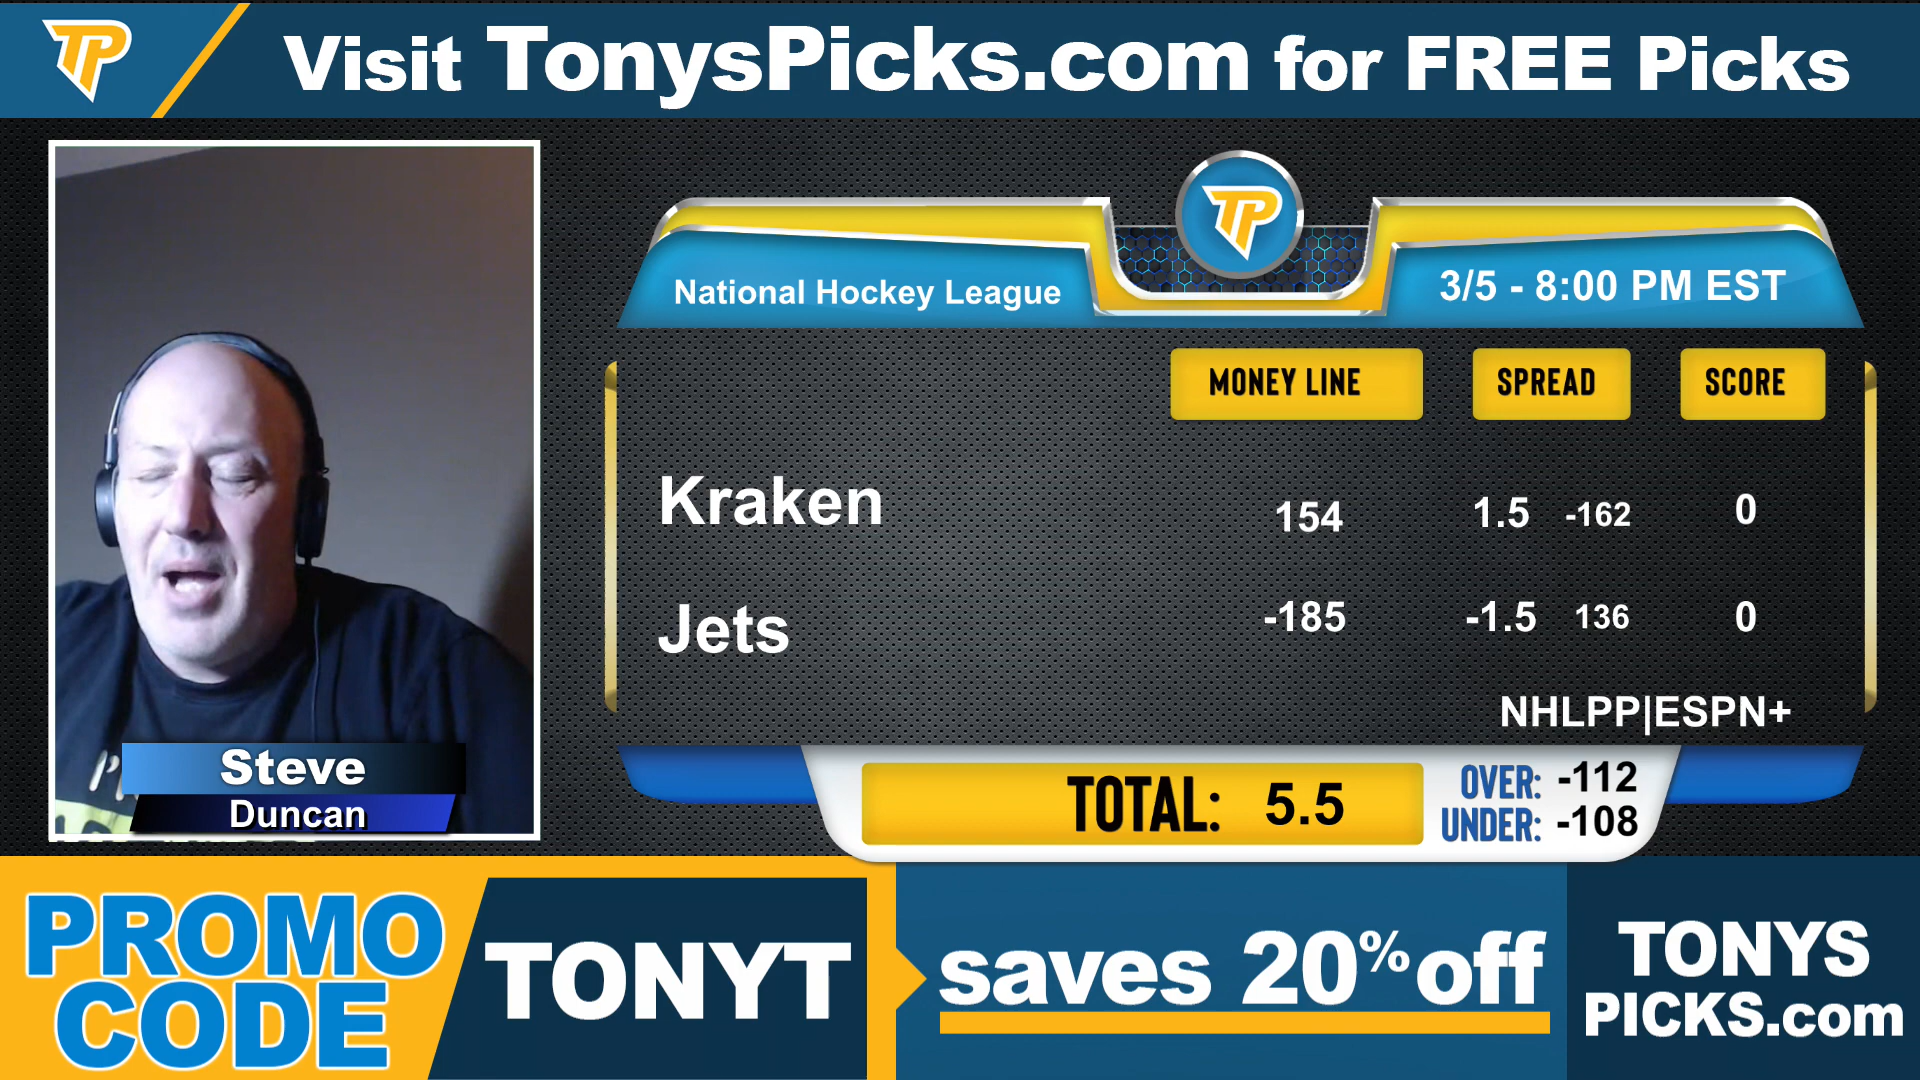 TP
Visit TonysPicks.com for FREE Picks
TP
National Hockey League
3/5 - 8:00 PM EST
MONEY LINE
SPREAD
SCORE
Kraken
154
1.5 -162
0
Jets
-185
-1.5 136
0
NHLPP|ESPN+
TOTAL: 5.5
OVER: -112
UNDER: -108
I'
Steve
Duncan
PROMO
CODE
TONYT
saves 20% off
TONYS
PICKS.com